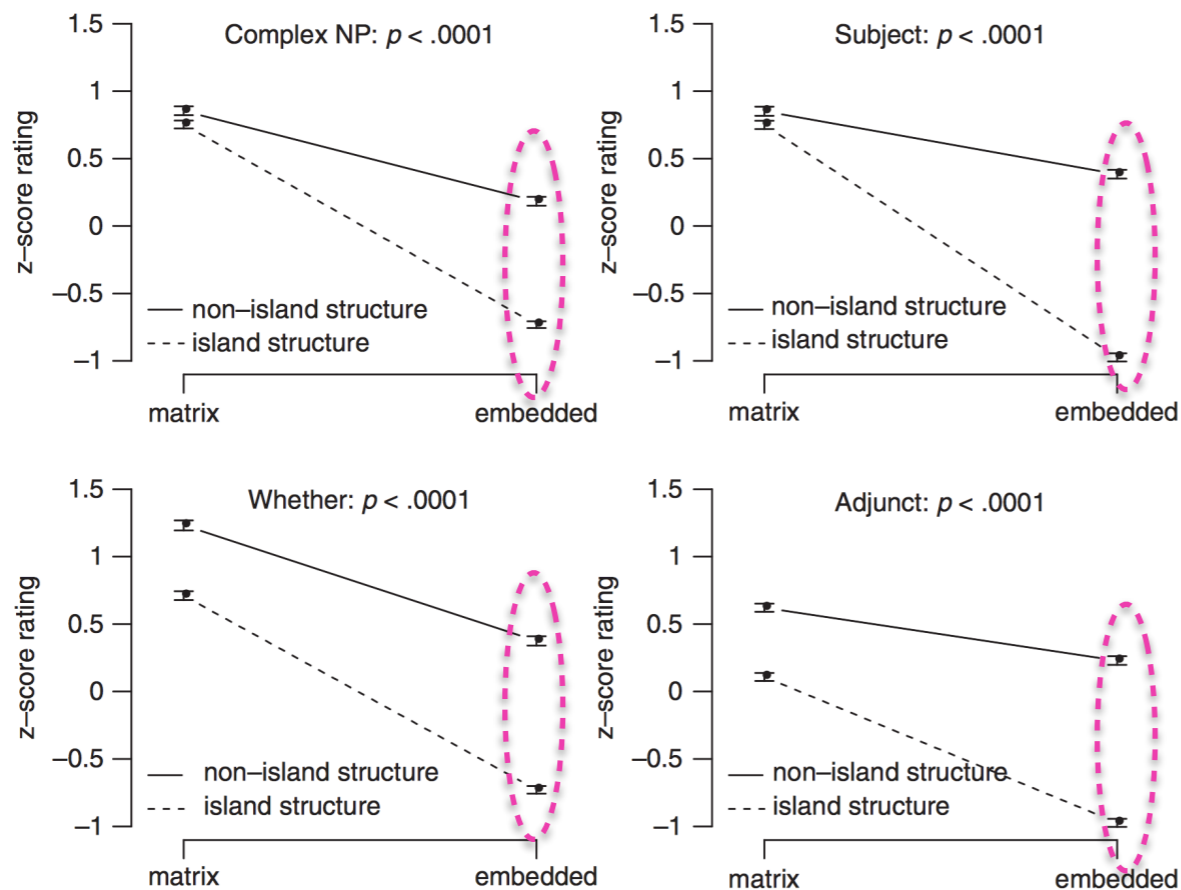 Complex NP: p < .0001
1.5
1
0.5
0
–0.5
–1
z–score rating
non–island structure
island structure
matrix
embedded
Subject: p < .0001
1.5
1
0.5
0
–0.5
–1
z–score rating
non–island structure
island structure
matrix
embedded
Whether: p < .0001
1.5
1
0.5
0
–0.5
–1
z–score rating
non–island structure
island structure
matrix
embedded
Adjunct: p < .0001
1.5
1
0.5
0
–0.5
–1
z–score rating
non–island structure
island structure
matrix
embedded